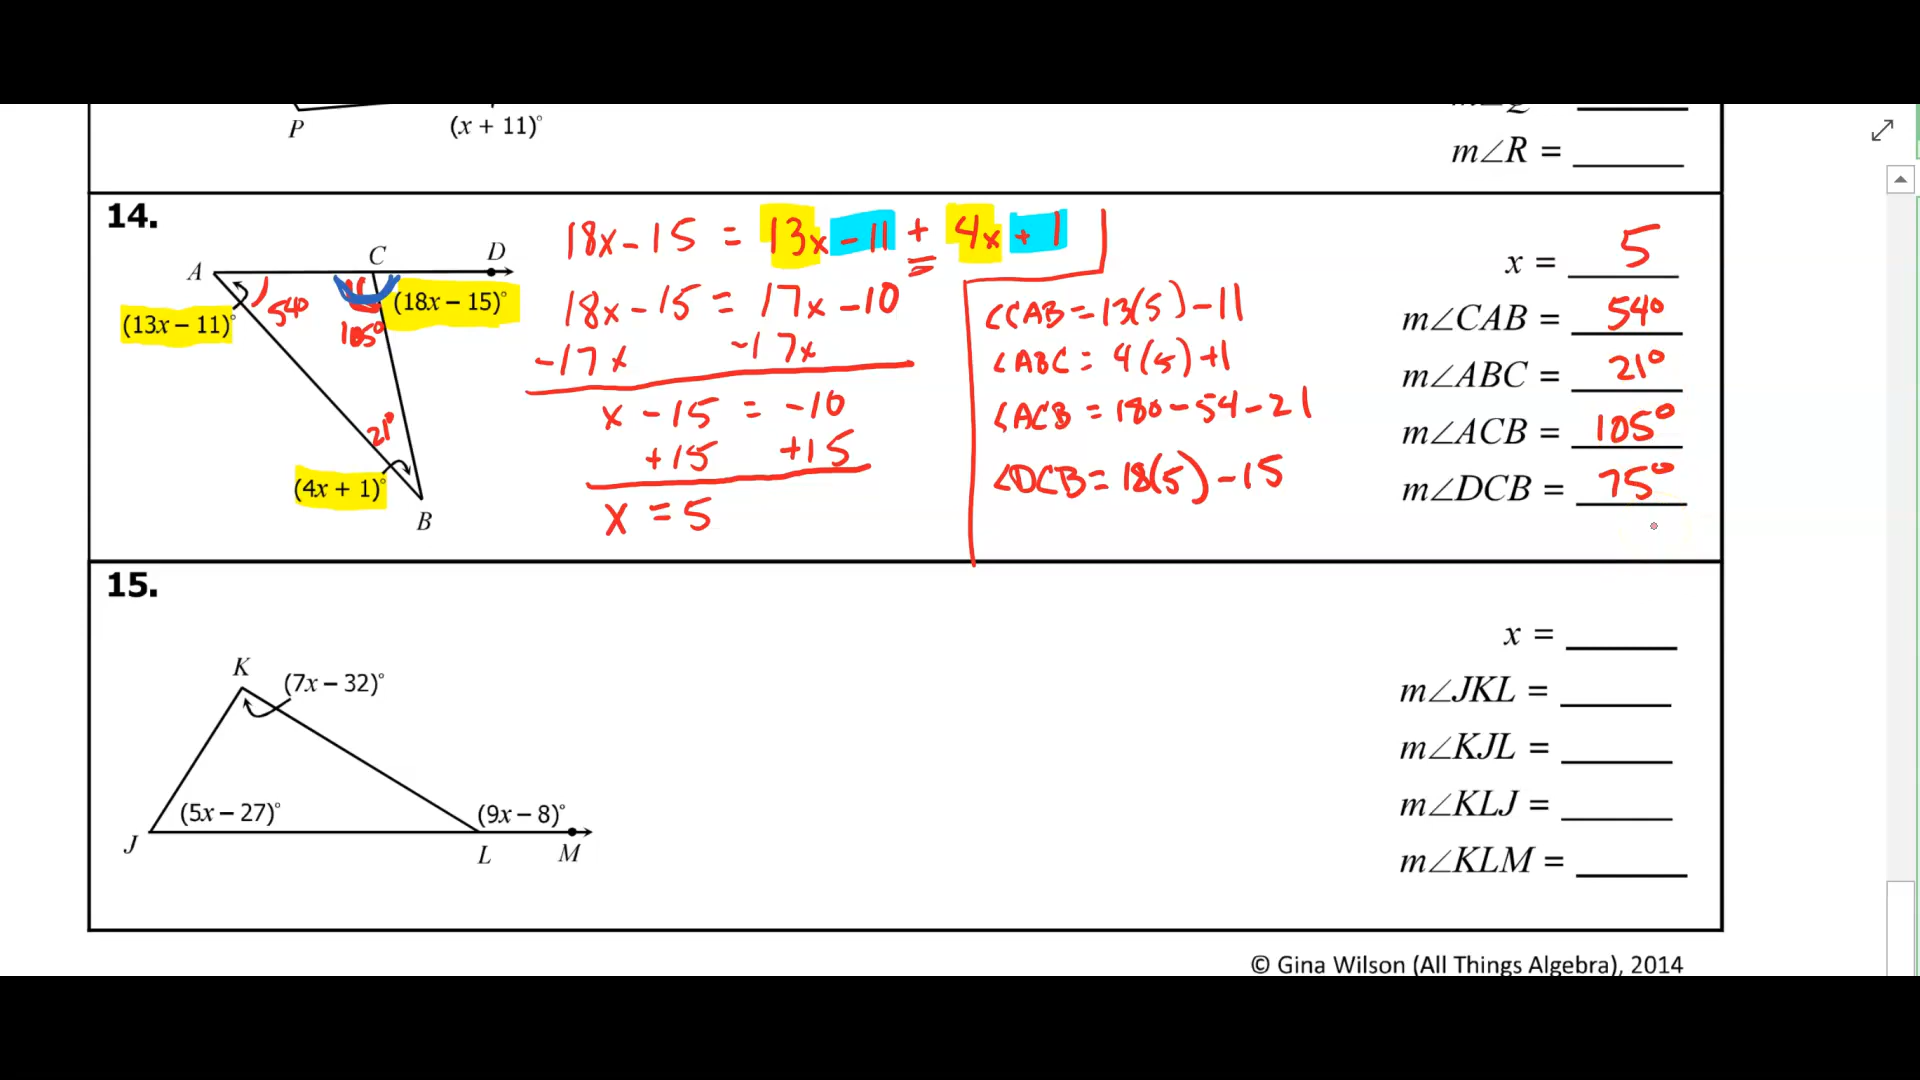 P
(x + 11)°
m∠R = ______
14.
A
C
D
(13x – 11)°
54°
105°
(18x – 15)°
21°
(4x + 1)°
B
18x – 15 = 13x – 11 + 4x + 1
18x – 15 = 17x – 10
–17x –17x
x – 15 = –10
+15 +15
x = 5
∠CAB = 13(5) – 11
∠ABC = 4(5) + 1
∠ACB = 180 – 54 – 21
∠DCB = 18(5) – 15
x = 5
m∠CAB = 54°
m∠ABC = 21°
m∠ACB = 105°
m∠DCB = 75°
15.
K
(7x – 32)°
(5x – 27)°
(9x – 8)°
J
L
M
x = ______
m∠JKL = ______
m∠KJL = ______
m∠KLJ = ______
m∠KLM = ______
© Gina Wilson (All Things Algebra), 2014